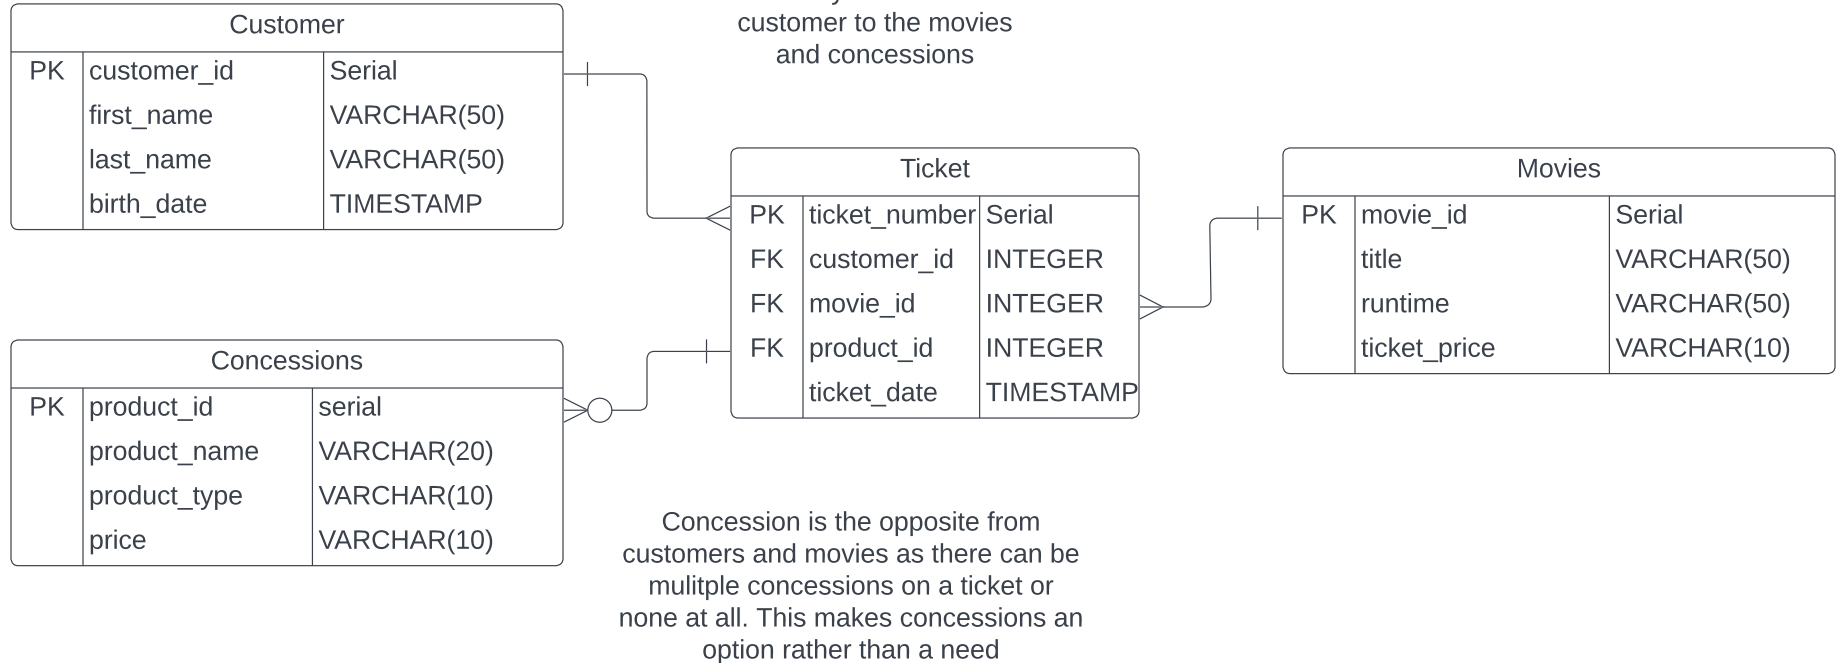 customer to the movies
and concessions
Customer
PK customer_id Serial
first_name VARCHAR(50)
last_name VARCHAR(50)
birth_date TIMESTAMP
Ticket
PK ticket_number Serial
FK customer_id INTEGER
FK movie_id INTEGER
FK product_id INTEGER
ticket_date TIMESTAMP
Movies
PK movie_id Serial
title VARCHAR(50)
runtime VARCHAR(50)
ticket_price VARCHAR(10)
Concessions
PK product_id serial
product_name VARCHAR(20)
product_type VARCHAR(10)
price VARCHAR(10)
Concession is the opposite from
customers and movies as there can be
mulitple concessions on a ticket or
none at all. This makes concessions an
option rather than a need